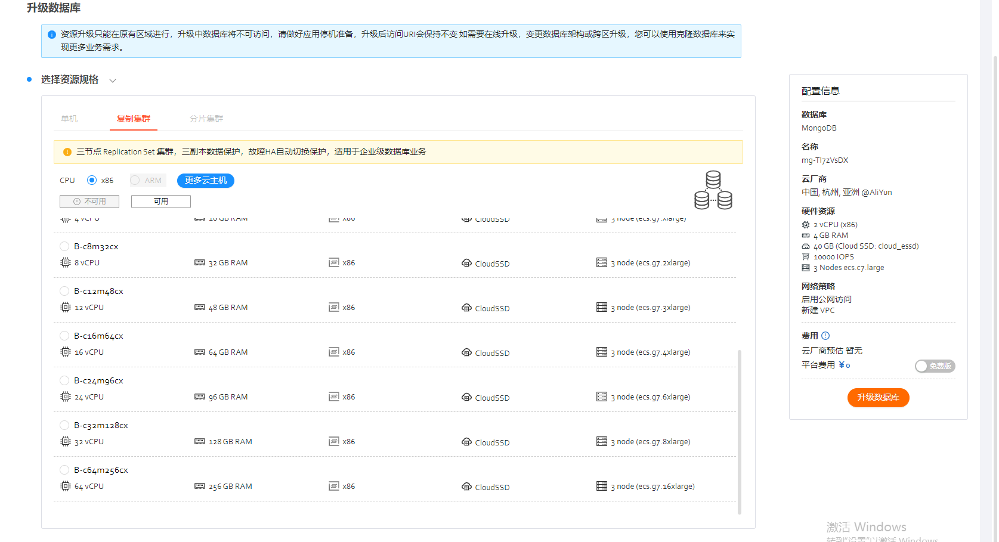 升级数据库
资源升级只能在原有区域进行，升级中数据库将不可访问，请做好应用停机准备，升级后访问URI会保持不变 如需要在线升级，变更数据库架构或跨区升级，您可以使用克隆数据库来实
现更多业务需求。
选择资源规格
单机 复制集群 分片集群
三节点 Replication Set 集群，三副本数据保护，故障HA自动切换保护，适用于企业级数据库业务
CPU x86 ARM 更多云主机
不可用 可用
4 vCPU 16 GB RAM x86 CloudSSD 3 node (ecs.g7.xlarge)
B-c8m32cx
8 vCPU 32 GB RAM x86 CloudSSD 3 node (ecs.g7.2xlarge)
B-c12m48cx
12 vCPU 48 GB RAM x86 CloudSSD 3 node (ecs.g7.3xlarge)
B-c16m64cx
16 vCPU 64 GB RAM x86 CloudSSD 3 node (ecs.g7.4xlarge)
B-c24m96cx
24 vCPU 96 GB RAM x86 CloudSSD 3 node (ecs.g7.6xlarge)
B-c32m128cx
32 vCPU 128 GB RAM x86 CloudSSD 3 node (ecs.g7.8xlarge)
B-c64m256cx
64 vCPU 256 GB RAM x86 CloudSSD 3 node (ecs.g7.16xlarge)
配置信息
数据库
MongoDB
名称
mg-Tl7zVsDX
云厂商
中国, 杭州, 亚洲 @AliYun
硬件资源
2 vCPU (x86)
4 GB RAM
40 GB (Cloud SSD: cloud_essd)
10000 IOPS
3 Nodes ecs.c7.large
网络策略
启用公网访问
新建 VPC
费用
云厂商预估 暂无
平台费用 ¥0 免费版
升级数据库
激活 Windows
转到"设置"以激活 Windows